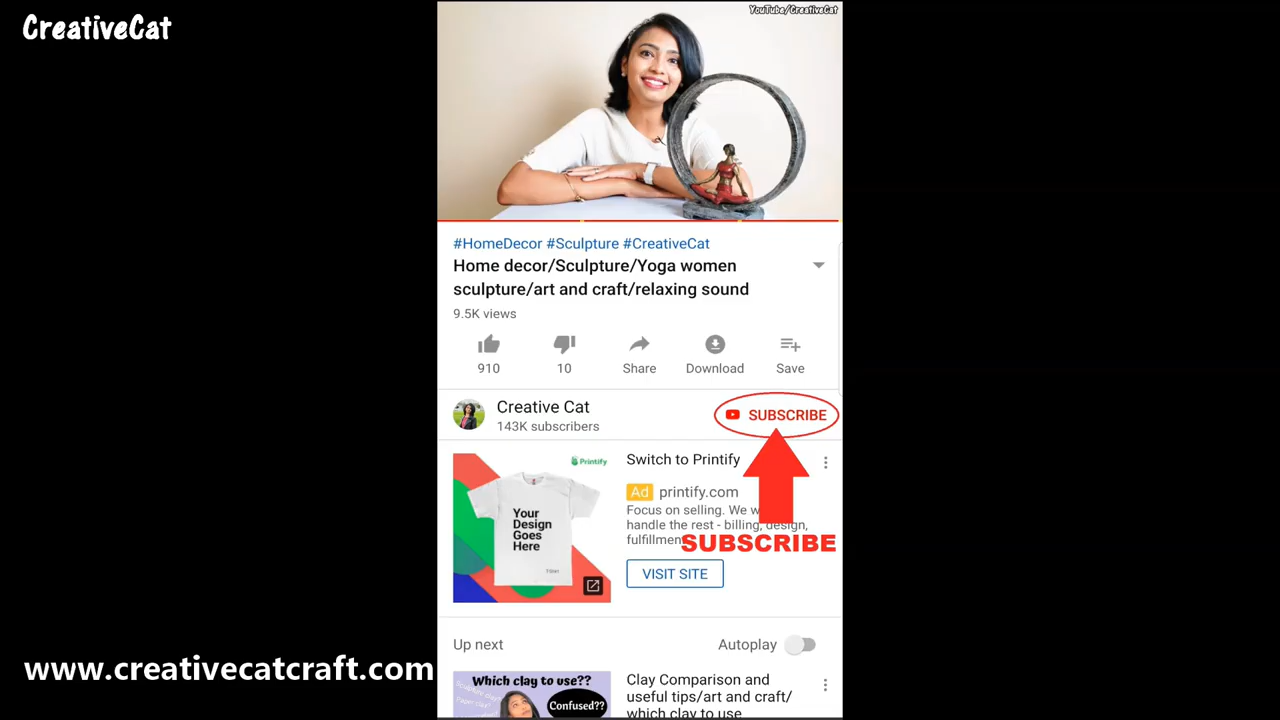 CreativeCat
YouTube/CreativeCat
#HomeDecor #Sculpture #CreativeCat
Home decor/Sculpture/Yoga women
sculpture/art and craft/relaxing sound
9.5K views
910
10
Share
Download
Save
Creative Cat
143K subscribers
SUBSCRIBE
Printify
Your
Design
Goes
Here
Switch to Printify
Ad printify.com
Focus on selling. We w
handle the rest - billing, design,
fulfillmen
SUBSCRIBE
VISIT SITE
Up next
Autoplay
www.creativecatcraft.com
Which clay to use??
Confused??
Clay Comparison and
useful tips/art and craft/
which clay to use